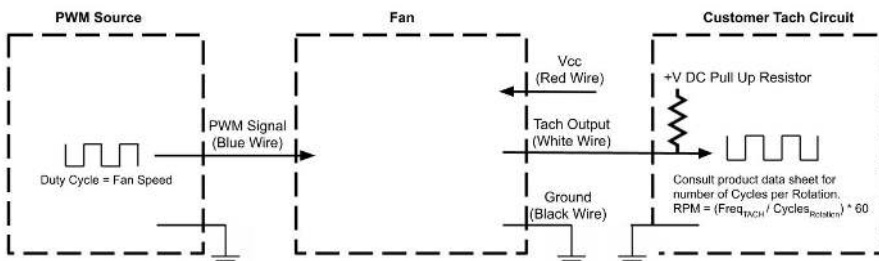 PWM Source
Fan
Customer Tach Circuit
Vcc
(Red Wire)
+V DC Pull Up Resistor
PWM Signal
(Blue Wire)
Tach Output
(White Wire)
Duty Cycle = Fan Speed
Consult product data sheet for
number of Cycles per Rotation.
RPM = (Freq_TACH / Cycles_Rotation) * 60
Ground
(Black Wire)